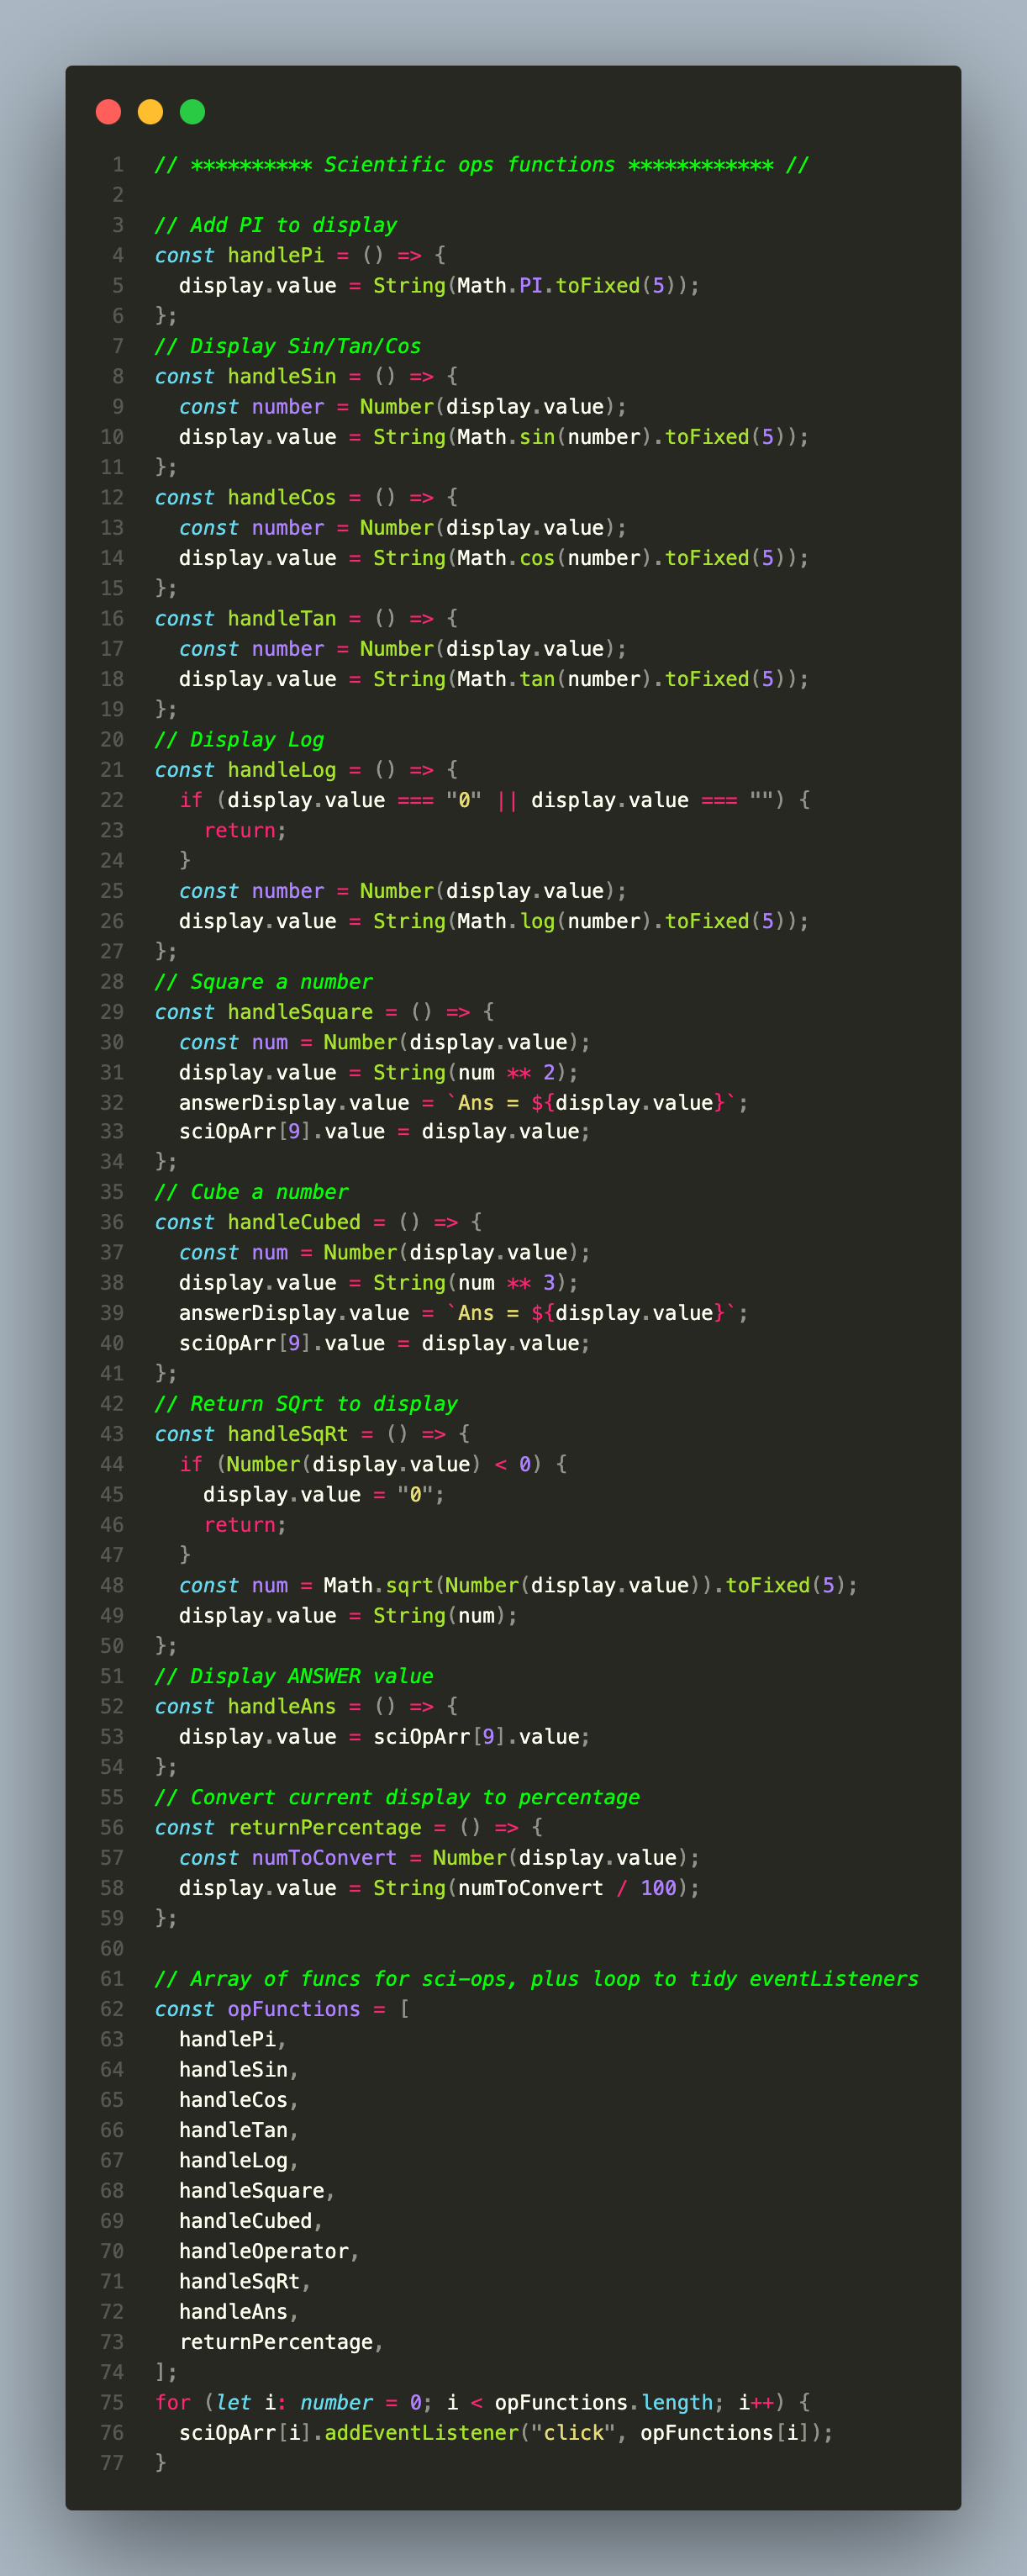 1 // ********** Scientific ops functions ************ //
2
3 // Add PI to display
4 const handlePi = () => {
5   display.value = String(Math.PI.toFixed(5));
6 };
7 // Display Sin/Tan/Cos
8 const handleSin = () => {
9   const number = Number(display.value);
10   display.value = String(Math.sin(number).toFixed(5));
11 };
12 const handleCos = () => {
13   const number = Number(display.value);
14   display.value = String(Math.cos(number).toFixed(5));
15 };
16 const handleTan = () => {
17   const number = Number(display.value);
18   display.value = String(Math.tan(number).toFixed(5));
19 };
20 // Display Log
21 const handleLog = () => {
22   if (display.value === "0" || display.value === "") {
23     return;
24   }
25   const number = Number(display.value);
26   display.value = String(Math.log(number).toFixed(5));
27 };
28 // Square a number
29 const handleSquare = () => {
30   const num = Number(display.value);
31   display.value = String(num ** 2);
32   answerDisplay.value = `Ans = ${display.value}`;
33   sciOpArr[9].value = display.value;
34 };
35 // Cube a number
36 const handleCubed = () => {
37   const num = Number(display.value);
38   display.value = String(num ** 3);
39   answerDisplay.value = `Ans = ${display.value}`;
40   sciOpArr[9].value = display.value;
41 };
42 // Return SQrt to display
43 const handleSqRt = () => {
44   if (Number(display.value) < 0) {
45     display.value = "0";
46     return;
47   }
48   const num = Math.sqrt(Number(display.value)).toFixed(5);
49   display.value = String(num);
50 };
51 // Display ANSWER value
52 const handleAns = () => {
53   display.value = sciOpArr[9].value;
54 };
55 // Convert current display to percentage
56 const returnPercentage = () => {
57   const numToConvert = Number(display.value);
58   display.value = String(numToConvert / 100);
59 };
60
61 // Array of funcs for sci-ops, plus loop to tidy eventListeners
62 const opFunctions = [
63   handlePi,
64   handleSin,
65   handleCos,
66   handleTan,
67   handleLog,
68   handleSquare,
69   handleCubed,
70   handleOperator,
71   handleSqRt,
72   handleAns,
73   returnPercentage,
74 ];
75 for (let i: number = 0; i < opFunctions.length; i++) {
76   sciOpArr[i].addEventListener("click", opFunctions[i]);
77 }